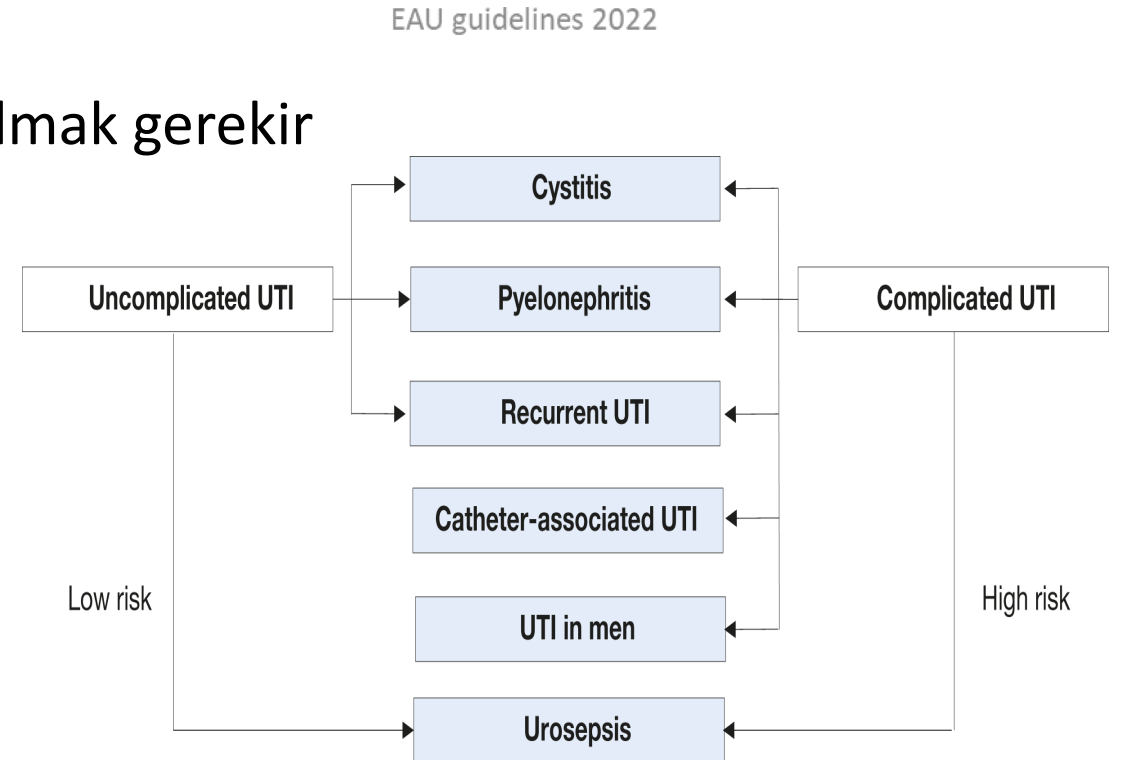 EAU guidelines 2022
gerekir
Cystitis
Uncomplicated UTI
Pyelonephritis
Complicated UTI
Recurrent UTI
Catheter-associated UTI
Low risk
High risk
UTI in men
Urosepsis